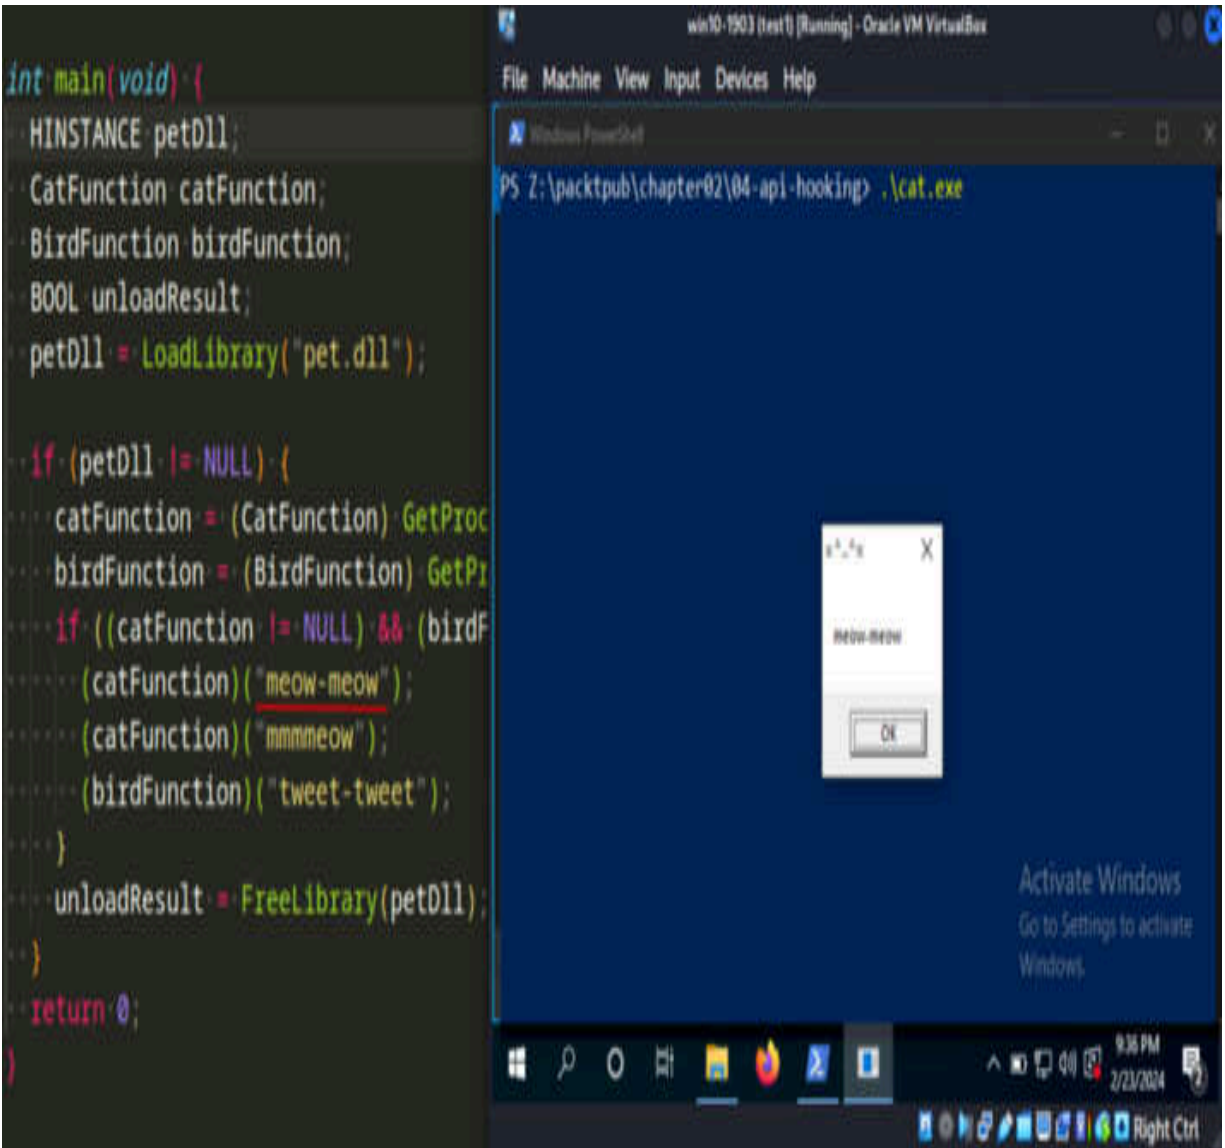 int main(void) {
HINSTANCE petDll;
CatFunction catFunction;
BirdFunction birdFunction;
BOOL unloadResult;
petDll = LoadLibrary("pet.dll");
if (petDll != NULL) {
catFunction = (CatFunction) GetProc
birdFunction = (BirdFunction) GetPr
if ((catFunction != NULL) && (birdF
(catFunction)("meow-meow");
(catFunction)("mmmmeow");
(birdFunction)("tweet-tweet");
}
unloadResult = FreeLibrary(petDll);
}
return 0;
}
win10-1903 (test1) [Running] - Oracle VM VirtualBox
File Machine View Input Devices Help
Windows PowerShell
PS Z:\packtpub\chapter02\04-api-hooking> .\cat.exe
meow-meow
OK
Activate Windows
Go to Settings to activate
Windows.
9:36 PM
2/23/2024
Right Ctrl